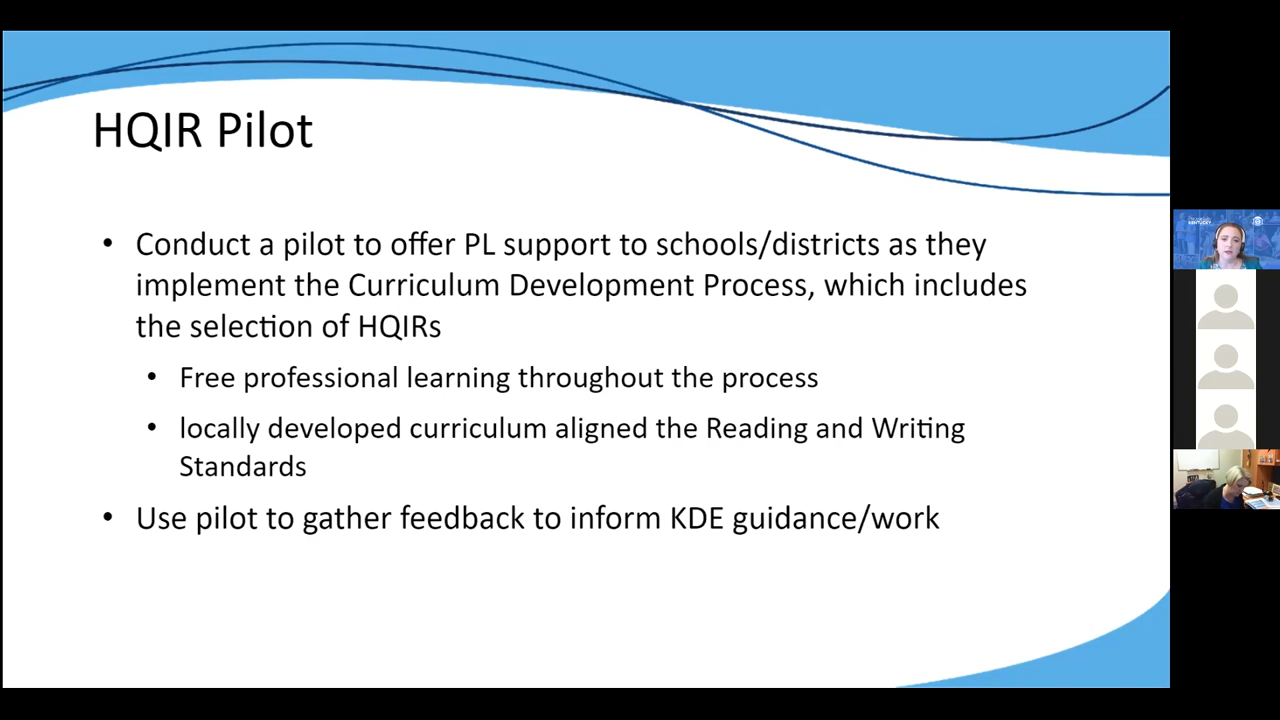 HQIR Pilot
• Conduct a pilot to offer PL support to schools/districts as they
implement the Curriculum Development Process, which includes
the selection of HQIRs
• Free professional learning throughout the process
• locally developed curriculum aligned the Reading and Writing
Standards
• Use pilot to gather feedback to inform KDE guidance/work
KENTUCKY